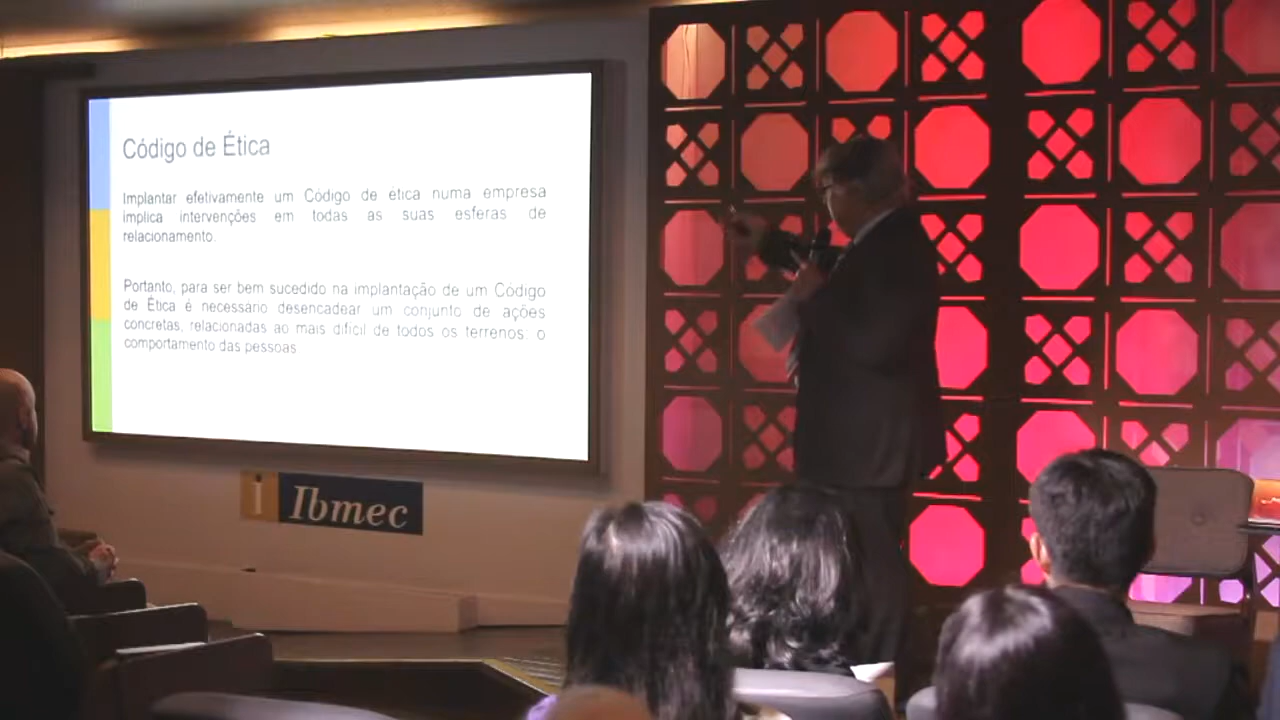 Código de Ética
Implantar efetivamente um Código de etica numa empresa
implica intervenções em todas as suas esferas de
relacionamento.
Portanto, para ser bem sucedido na implantação de um Código
de Ética é necessário desencadear um conjunto de ações
concretas, relacionadas ao mais difícil de todos os terrenos: o
comportamento das pessoas
i Ibmec